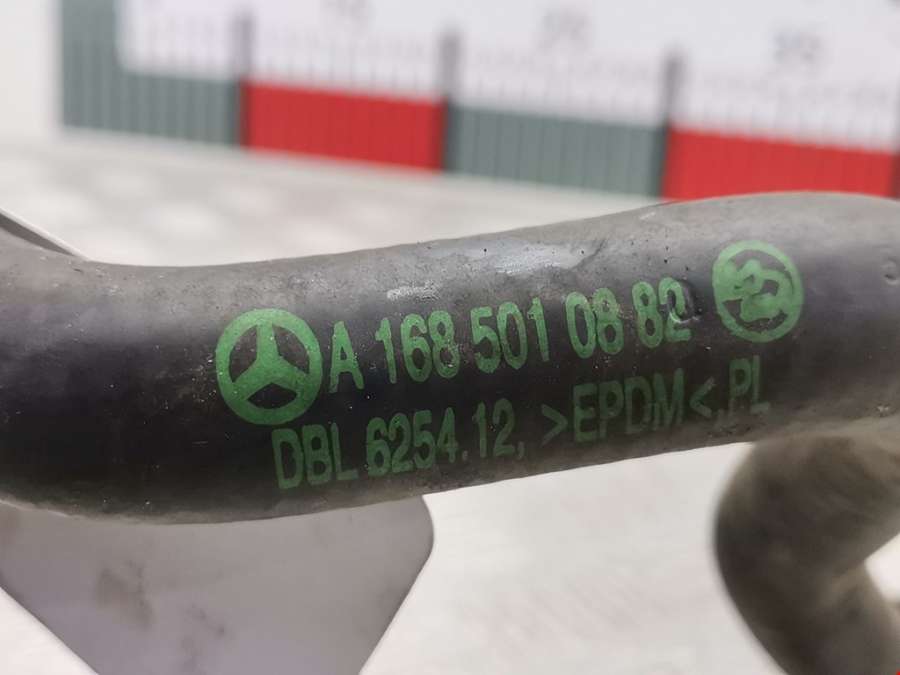 A 168 501 08 82
DBL 6254.12, >EPDM<, PL